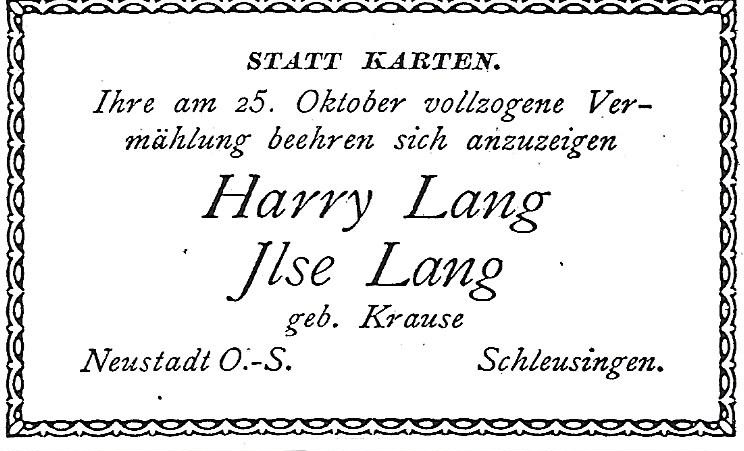 STATT KARTEN.
Ihre am 25. Oktober vollzogene Ver-
mählung beehren sich anzuzeigen
Harry Lang
Jlse Lang
geb. Krause
Neustadt O.-S. Schleusingen.